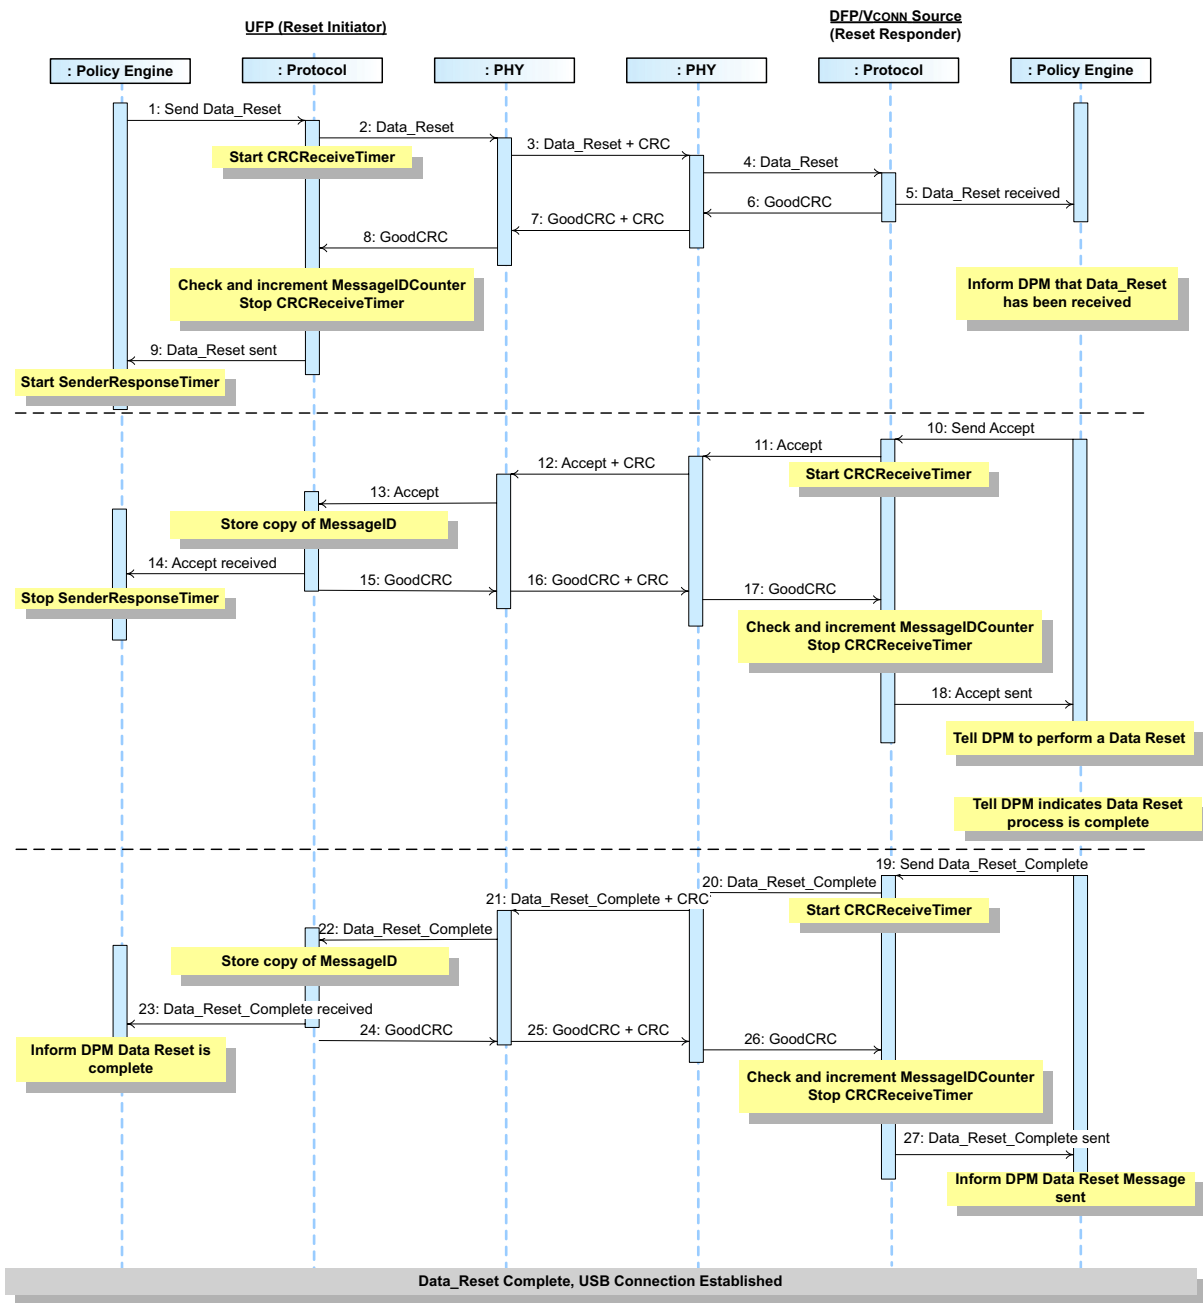 UFP (Reset Initiator)
DFP/VCONN Source
(Reset Responder)
: Policy Engine
: Protocol
: PHY
: PHY
: Protocol
: Policy Engine
1: Send Data_Reset
2: Data_Reset
Start CRCReceiveTimer
3: Data_Reset + CRC
4: Data_Reset
5: Data_Reset received
6: GoodCRC
7: GoodCRC + CRC
8: GoodCRC
Check and increment MessageIDCounter
Stop CRCReceiveTimer
Inform DPM that Data_Reset
has been received
9: Data_Reset sent
Start SenderResponseTimer
10: Send Accept
11: Accept
Start CRCReceiveTimer
12: Accept + CRC
13: Accept
Store copy of MessageID
14: Accept received
Stop SenderResponseTimer
15: GoodCRC
16: GoodCRC + CRC
17: GoodCRC
Check and increment MessageIDCounter
Stop CRCReceiveTimer
18: Accept sent
Tell DPM to perform a Data Reset
Tell DPM indicates Data Reset
process is complete
19: Send Data_Reset_Complete
20: Data_Reset_Complete
Start CRCReceiveTimer
21: Data_Reset_Complete + CRC
22: Data_Reset_Complete
Store copy of MessageID
23: Data_Reset_Complete received
Inform DPM Data Reset is
complete
24: GoodCRC
25: GoodCRC + CRC
26: GoodCRC
Check and increment MessageIDCounter
Stop CRCReceiveTimer
27: Data_Reset_Complete sent
Inform DPM Data Reset Message
sent
Data_Reset Complete, USB Connection Established